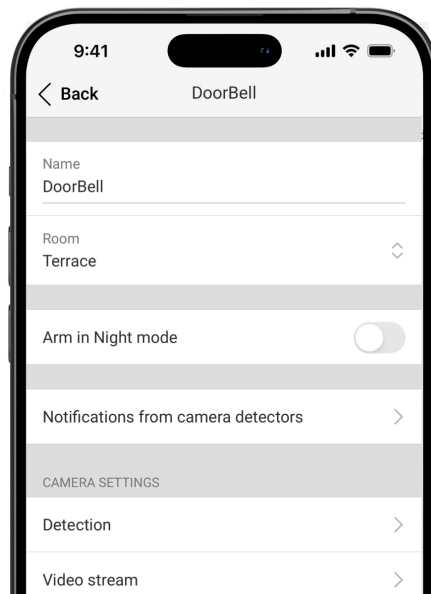 9:41
Back
DoorBell
Name
DoorBell
Room
Terrace
Arm in Night mode
Notifications from camera detectors
CAMERA SETTINGS
Detection
Video stream